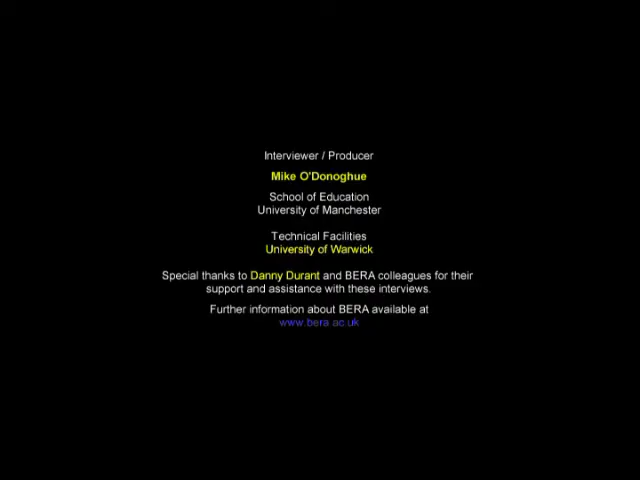 Interviewer / Producer
Mike O'Donoghue
School of Education
University of Manchester
Technical Facilities
University of Warwick
Special thanks to Danny Durant and BERA colleagues for their
support and assistance with these interviews.
Further information about BERA available at
www.bera.ac.uk